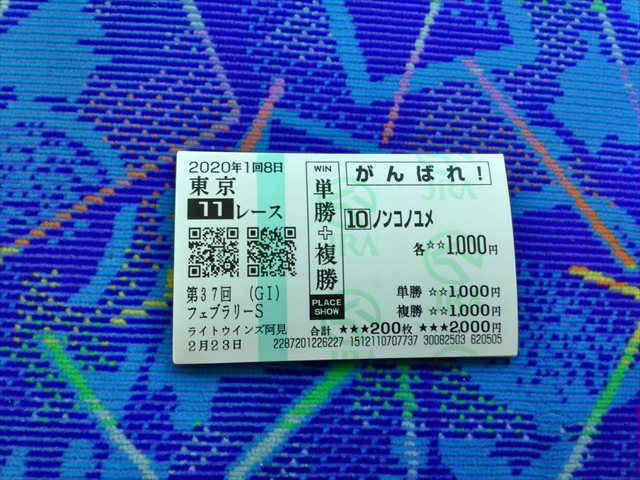 2020年1回8日
東京
11レース
第37回 (GI)
フェブラリーS
ライトウインズ阿見
2月23日
WIN
単勝+複勝
PLACE
SHOW
がんばれ!
10 ノンコノユメ
各☆☆1,000円
単勝 ☆☆1,000円
複勝 ☆☆1,000円
合計 ★★★200枚 ★★★2,000円
2287201226227 1512110707737 30082503 620505
JRA
JRA
JRA